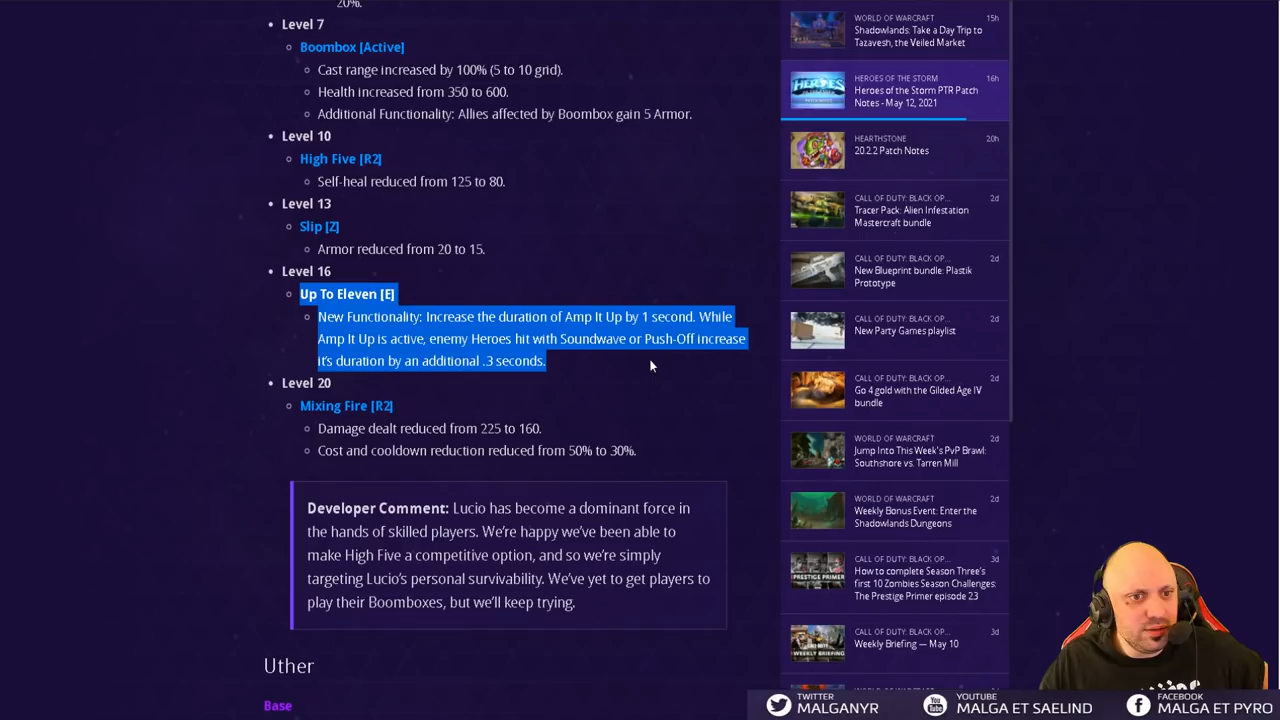 20%.
Level 7
Boombox [Active]
Cast range increased by 100% (5 to 10 grid).
Health increased from 350 to 600.
Additional Functionality: Allies affected by Boombox gain 5 Armor.
Level 10
High Five [R2]
Self-heal reduced from 125 to 80.
Level 13
Slip [Z]
Armor reduced from 20 to 15.
Level 16
Up To Eleven [E]
New Functionality: Increase the duration of Amp It Up by 1 second. While
Amp It Up is active, enemy Heroes hit with Soundwave or Push-Off increase
it's duration by an additional .3 seconds.
Level 20
Mixing Fire [R2]
Damage dealt reduced from 225 to 160.
Cost and cooldown reduction reduced from 50% to 30%.
Developer Comment: Lucio has become a dominant force in
the hands of skilled players. We're happy we've been able to
make High Five a competitive option, and so we're simply
targeting Lucio's personal survivability. We've yet to get players to
play their Boomboxes, but we'll keep trying.
Uther
Base
WORLD OF WARCRAFT 15h
Shadowlands: Take a Day Trip to
Tazavesh, the Veiled Market
HEROES
HEROES OF THE STORM 16h
Heroes of the Storm PTR Patch
Notes - May 12, 2021
HEARTHSTONE 20h
20.2.2 Patch Notes
CALL OF DUTY: BLACK OP... 2d
Tracer Pack: Alien Infestation
Mastercraft bundle
CALL OF DUTY: BLACK OP... 2d
New Blueprint bundle: Plastik
Prototype
CALL OF DUTY: BLACK OP... 2d
New Party Games playlist
CALL OF DUTY: BLACK OP... 2d
Go 4 gold with the Gilded Age IV
bundle
WORLD OF WARCRAFT 2d
Jump Into This Week's PvP Brawl:
Southshore vs. Tarren Mill
WORLD OF WARCRAFT 2d
Weekly Bonus Event: Enter the
Shadowlands Dungeons
PRESTIGE PRIMER
CALL OF DUTY: BLACK OP... 3d
How to complete Season Three's
first 10 Zombies Season Challenges:
The Prestige Primer episode 23
CALL OF DUTY: BLACK OP... 3d
Weekly Briefing — May 10
TWITTER
MALGANYR
YOUTUBE
MALGA ET SAELIND
FACEBOOK
MALGA ET PYRO